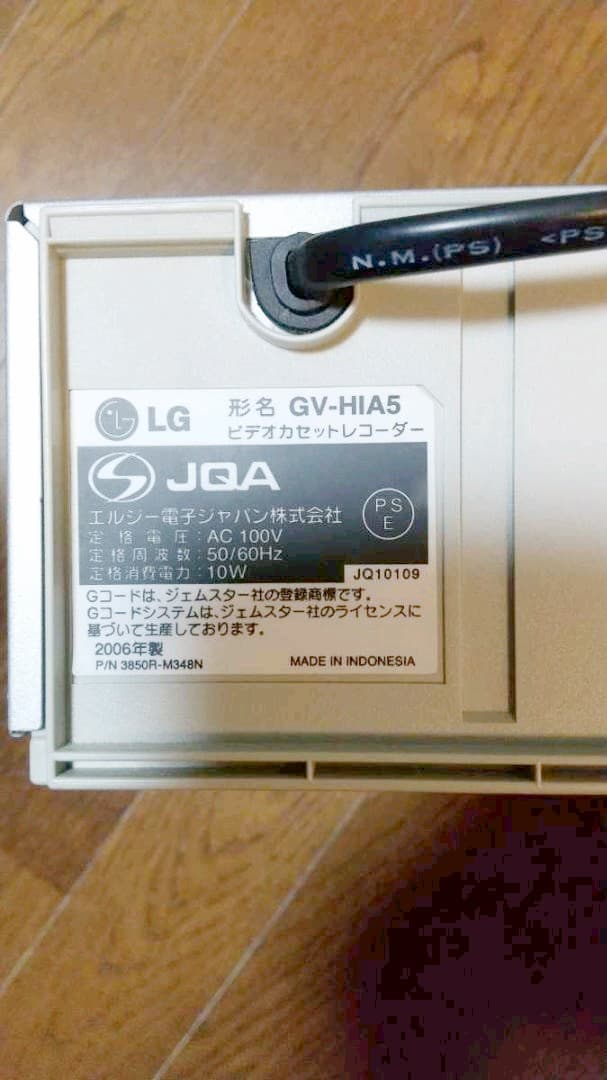 N.M.(PS) <PS
LG 形名 GV-HIA5
ビデオカセットレコーダー
JQA
エルジー電子ジャパン株式会社
PS
E
定格電圧:AC 100V
定格周波数:50/60Hz
定格消費電力:10W
JQ10109
Gコードは、ジェムスター社の登録商標です。
Gコードシステムは、ジェムスター社のライセンスに
基づいて生産しております。
2006年製
P/N 3850R-M348N MADE IN INDONESIA